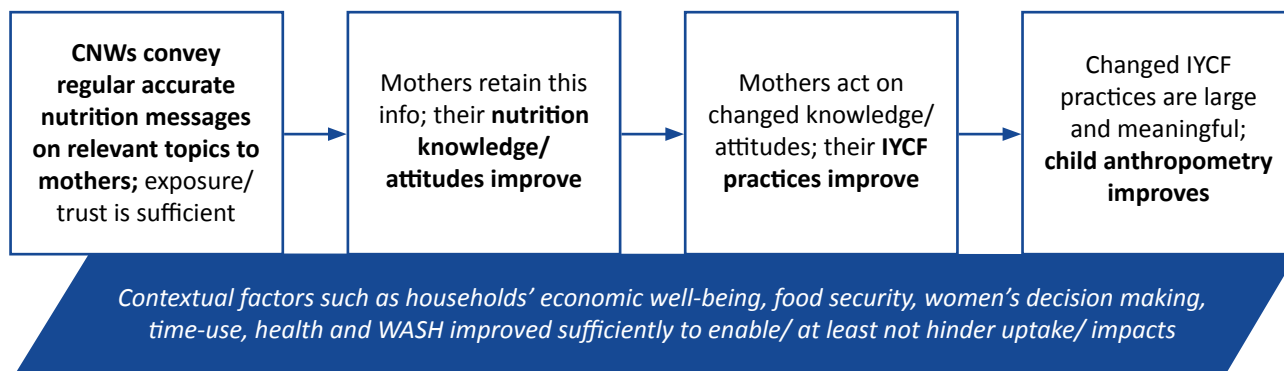 CNWs convey
regular accurate
nutrition messages
on relevant topics to
mothers; exposure/
trust is sufficient
Mothers retain this
info; their nutrition
knowledge/
attitudes improve
Mothers act on
changed knowledge/
attitudes; their IYCF
practices improve
Changed IYCF
practices are large
and meaningful;
child anthropometry
improves
Contextual factors such as households’ economic well-being, food security, women’s decision making,
time-use, health and WASH improved sufficiently to enable/ at least not hinder uptake/ impacts